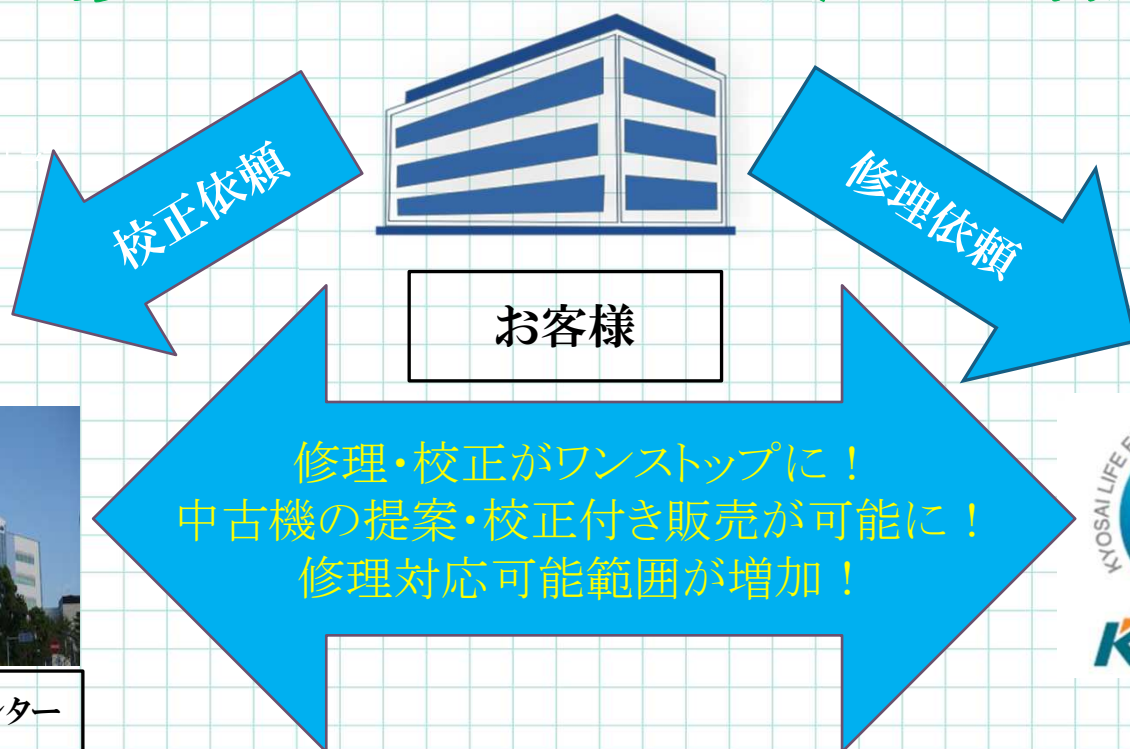 校正依頼
修理依頼
お客様
修理・校正がワンストップに！
中古機の提案・校正付き販売が可能に！
修理対応可能範囲が増加！
KYOSAI LIFE
ター